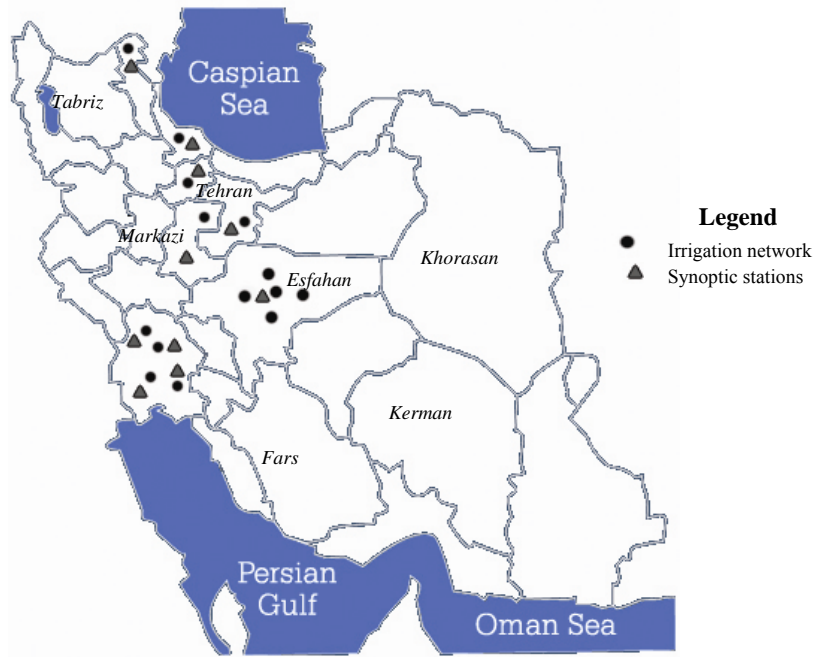 Caspian
Sea
Tabriz
Tehran
Markazi
Esfahan
Khorasan
Kerman
Fars
Persian
Gulf
Oman Sea
Legend
Irrigation network
Synoptic stations